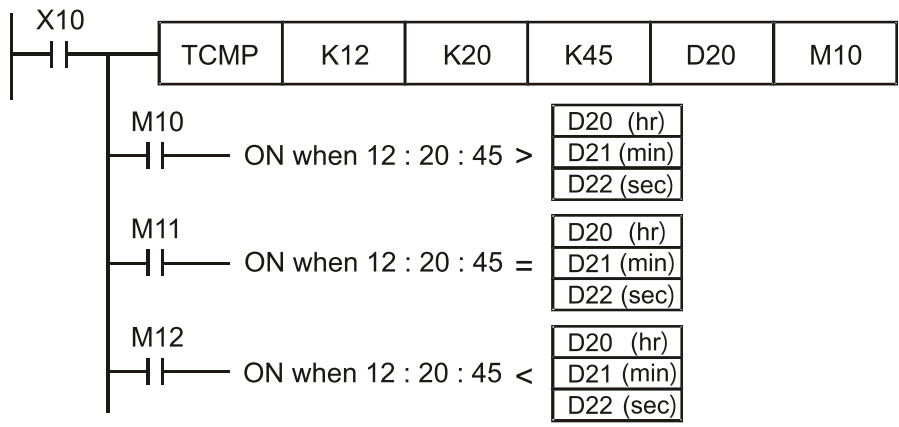 X10
TCMP K12 K20 K45 D20 M10
M10
ON when 12 : 20 : 45 >
D20 (hr)
D21 (min)
D22 (sec)
M11
ON when 12 : 20 : 45 =
D20 (hr)
D21 (min)
D22 (sec)
M12
ON when 12 : 20 : 45 <
D20 (hr)
D21 (min)
D22 (sec)